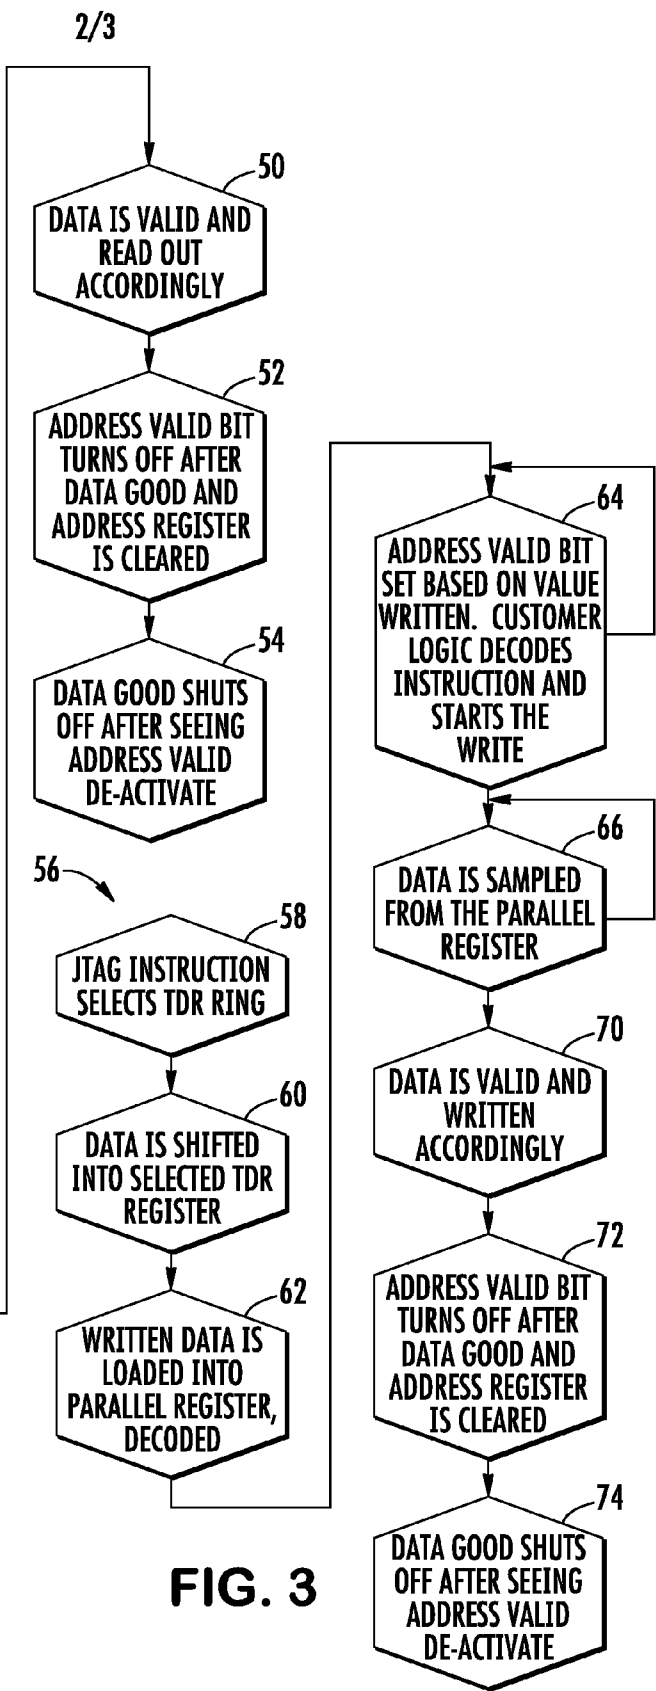 2/3
50
DATA IS VALID AND
READ OUT
ACCORDINGLY
52
ADDRESS VALID BIT
TURNS OFF AFTER
DATA GOOD AND
ADDRESS REGISTER
IS CLEARED
54
DATA GOOD SHUTS
OFF AFTER SEEING
ADDRESS VALID
DE-ACTIVATE
56
58
JTAG INSTRUCTION
SELECTS TDR RING
60
DATA IS SHIFTED
INTO SELECTED TDR
REGISTER
62
WRITTEN DATA IS
LOADED INTO
PARALLEL REGISTER,
DECODED
64
ADDRESS VALID BIT
SET BASED ON VALUE
WRITTEN. CUSTOMER
LOGIC DECODES
INSTRUCTION AND
STARTS THE
WRITE
66
DATA IS SAMPLED
FROM THE PARALLEL
REGISTER
70
DATA IS VALID AND
WRITTEN
ACCORDINGLY
72
ADDRESS VALID BIT
TURNS OFF AFTER
DATA GOOD AND
ADDRESS REGISTER
IS CLEARED
74
DATA GOOD SHUTS
OFF AFTER SEEING
ADDRESS VALID
DE-ACTIVATE
FIG. 3